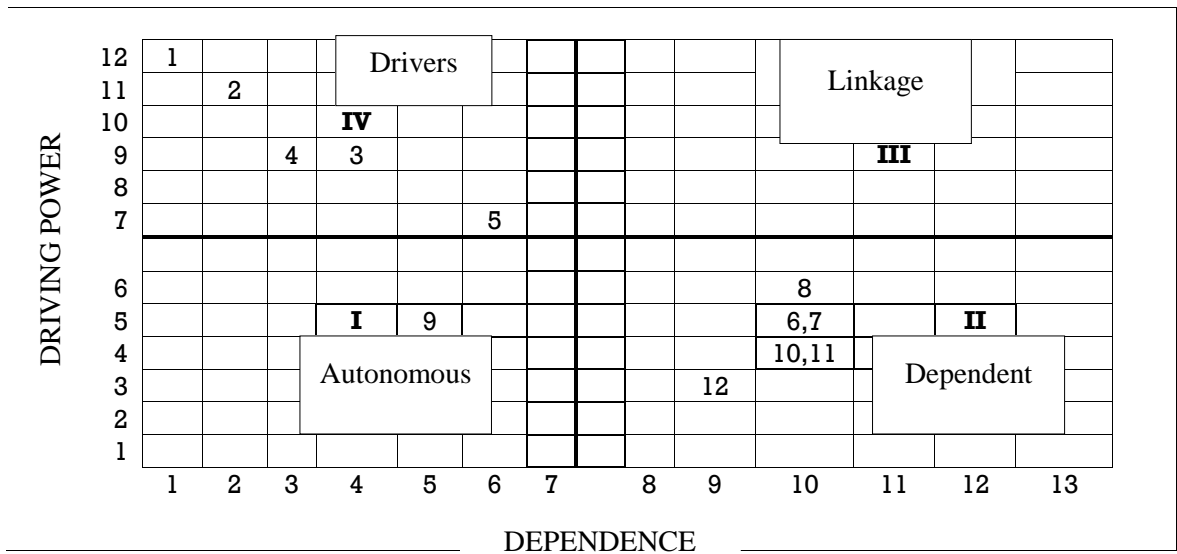 12 1 Drivers
11 2 Linkage
10 IV
9 4 3 III
8
7 5
6 8
5 I 9 6,7 II
4 10,11
Autonomous Dependent
3 12
2
1
1 2 3 4 5 6 7 8 9 10 11 12 13
DRIVING POWER
DEPENDENCE